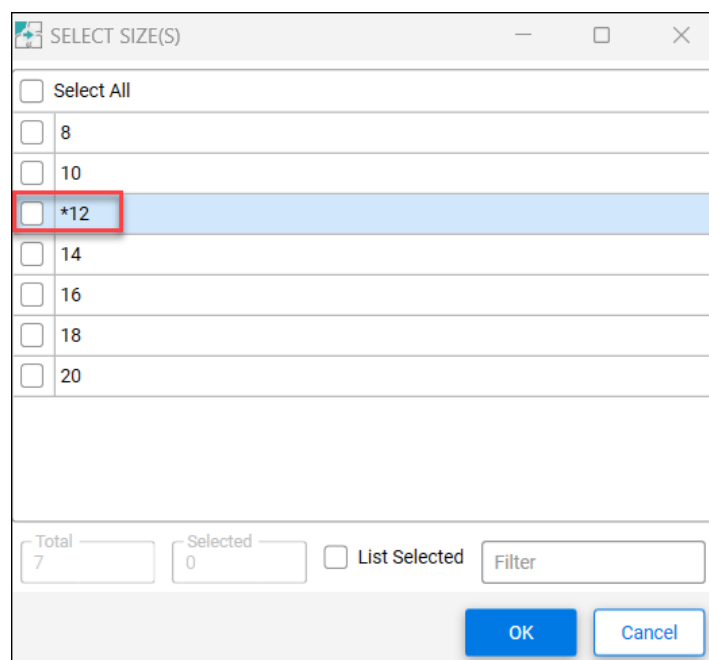 SELECT SIZE(S)
Select All
8
10
*12
14
16
18
20
Total
7
Selected
0
List Selected
Filter
OK
Cancel